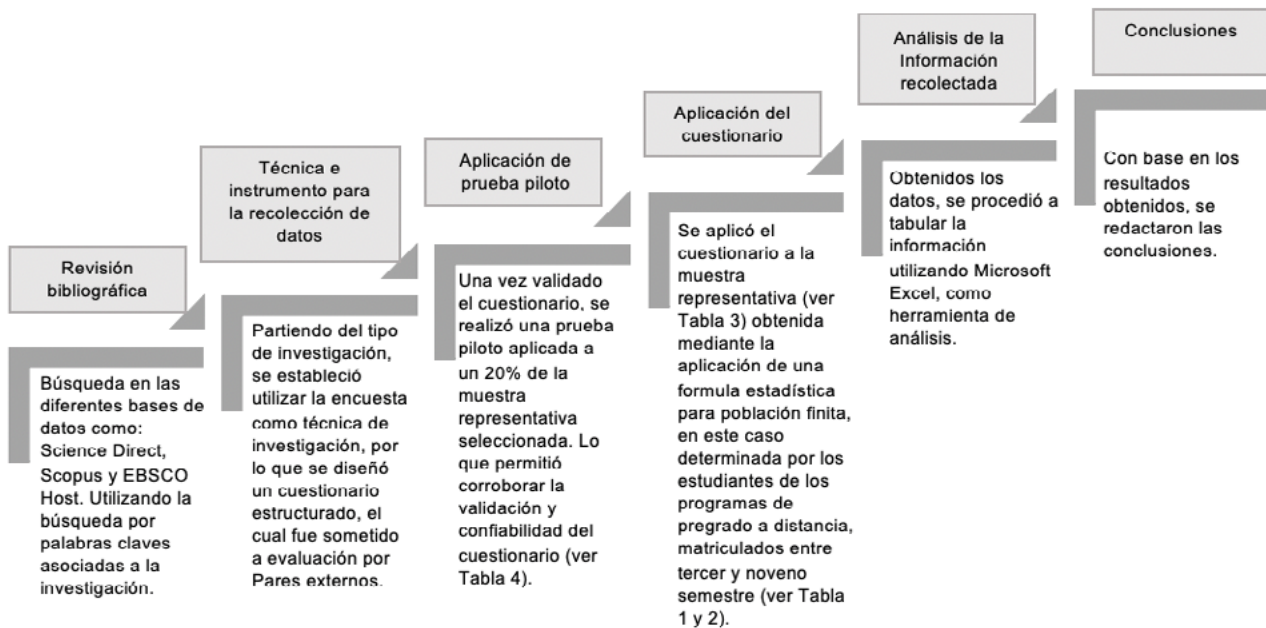 Revisión
bibliográfica
Búsqueda en las
diferentes bases de
datos como:
Science Direct,
Scopus y EBSCO
Host. Utilizando la
búsqueda por
palabras claves
asociadas a la
investigación.
Técnica e
instrumento para
la recolección de
datos
Partiendo del tipo
de investigación,
se estableció
utilizar la encuesta
como técnica de
investigación, por
lo que se diseñó
un cuestionario
estructurado, el
cual fue sometido
a evaluación por
Pares externos.
Aplicación de
prueba piloto
Una vez validado
el cuestionario, se
realizó una prueba
piloto aplicada a
un 20% de la
muestra
representativa
seleccionada. Lo
que permitió
corroborar la
validación y
confiabilidad del
cuestionario (ver
Tabla 4).
Aplicación del
cuestionario
Se aplicó el
cuestionario a la
muestra
representativa (ver
Tabla 3) obtenida
mediante la
aplicación de una
formula estadística
para población finita,
en este caso
determinada por los
estudiantes de los
programas de
pregrado a distancia,
matriculados entre
tercer y noveno
semestre (ver Tabla
1 y 2).
Análisis de la
Información
recolectada
Obtenidos los
datos, se procedió a
tabular la
información
utilizando Microsoft
Excel, como
herramienta de
análisis.
Conclusiones
Con base en los
resultados
obtenidos, se
redactaron las
conclusiones.